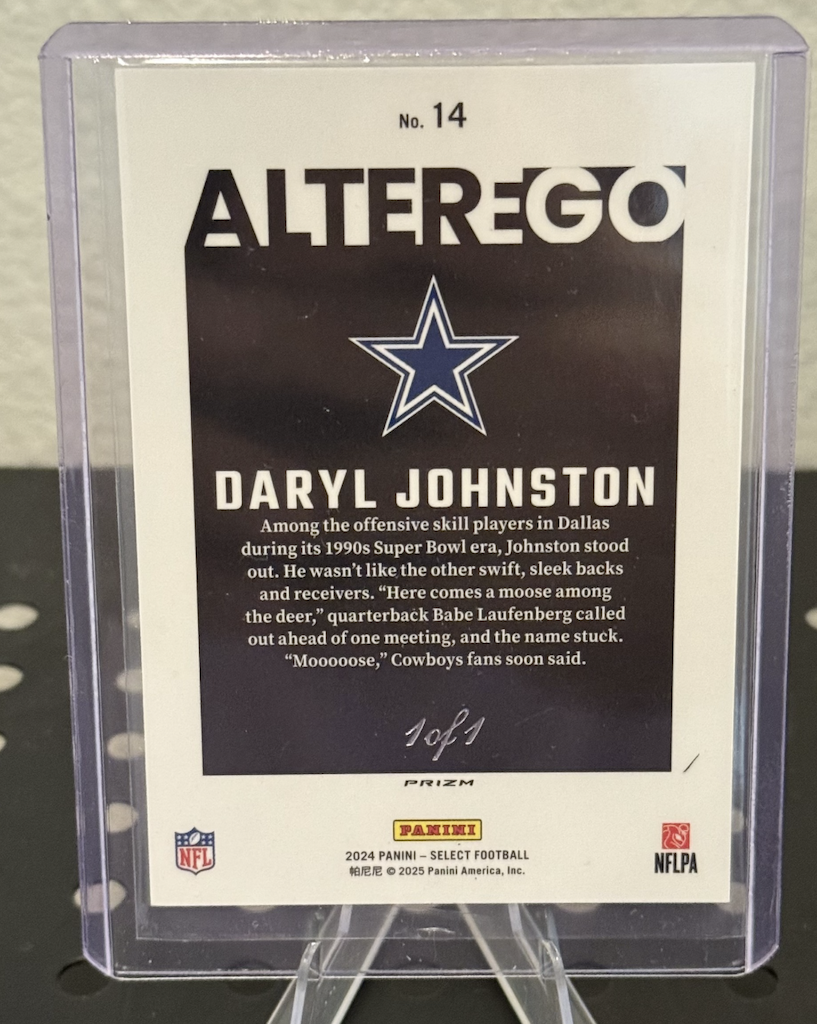 No. 14
ALTEREGO
DARYL JOHNSTON
Among the offensive skill players in Dallas
during its 1990s Super Bowl era, Johnston stood
out. He wasn't like the other swift, sleek backs
and receivers. “Here comes a moose among
the deer,” quarterback Babe Laufenberg called
out ahead of one meeting, and the name stuck.
“Mooooose,” Cowboys fans soon said.
1 of 1
PRIZM
PANINI
NFL
2024 PANINI – SELECT FOOTBALL
NFLPA
帕尼尼 © 2025 Panini America, Inc.